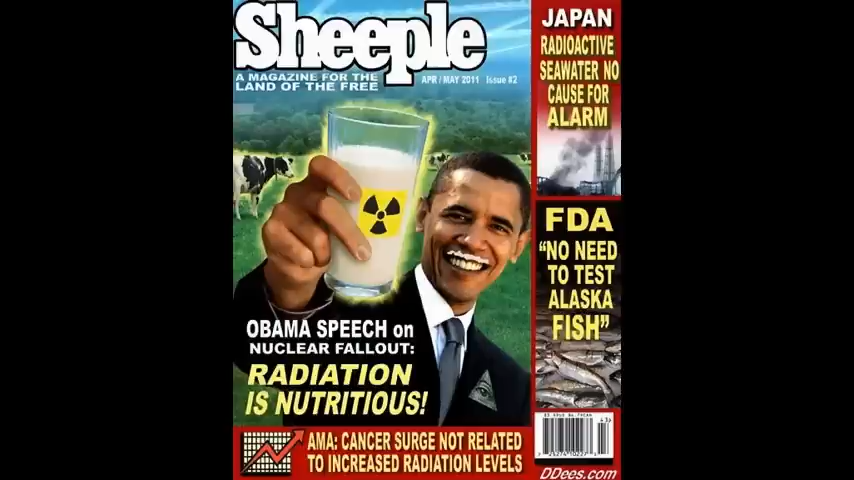 Sheeple
A MAGAZINE FOR THE
LAND OF THE FREE
APR / MAY 2011 Issue #2
OBAMA SPEECH on
NUCLEAR FALLOUT:
RADIATION
IS NUTRITIOUS!
AMA: CANCER SURGE NOT RELATED
TO INCREASED RADIATION LEVELS
JAPAN
RADIOACTIVE
SEAWATER NO
CAUSE FOR
ALARM
FDA
"NO NEED
TO TEST
ALASKA
FISH"
DDees.com